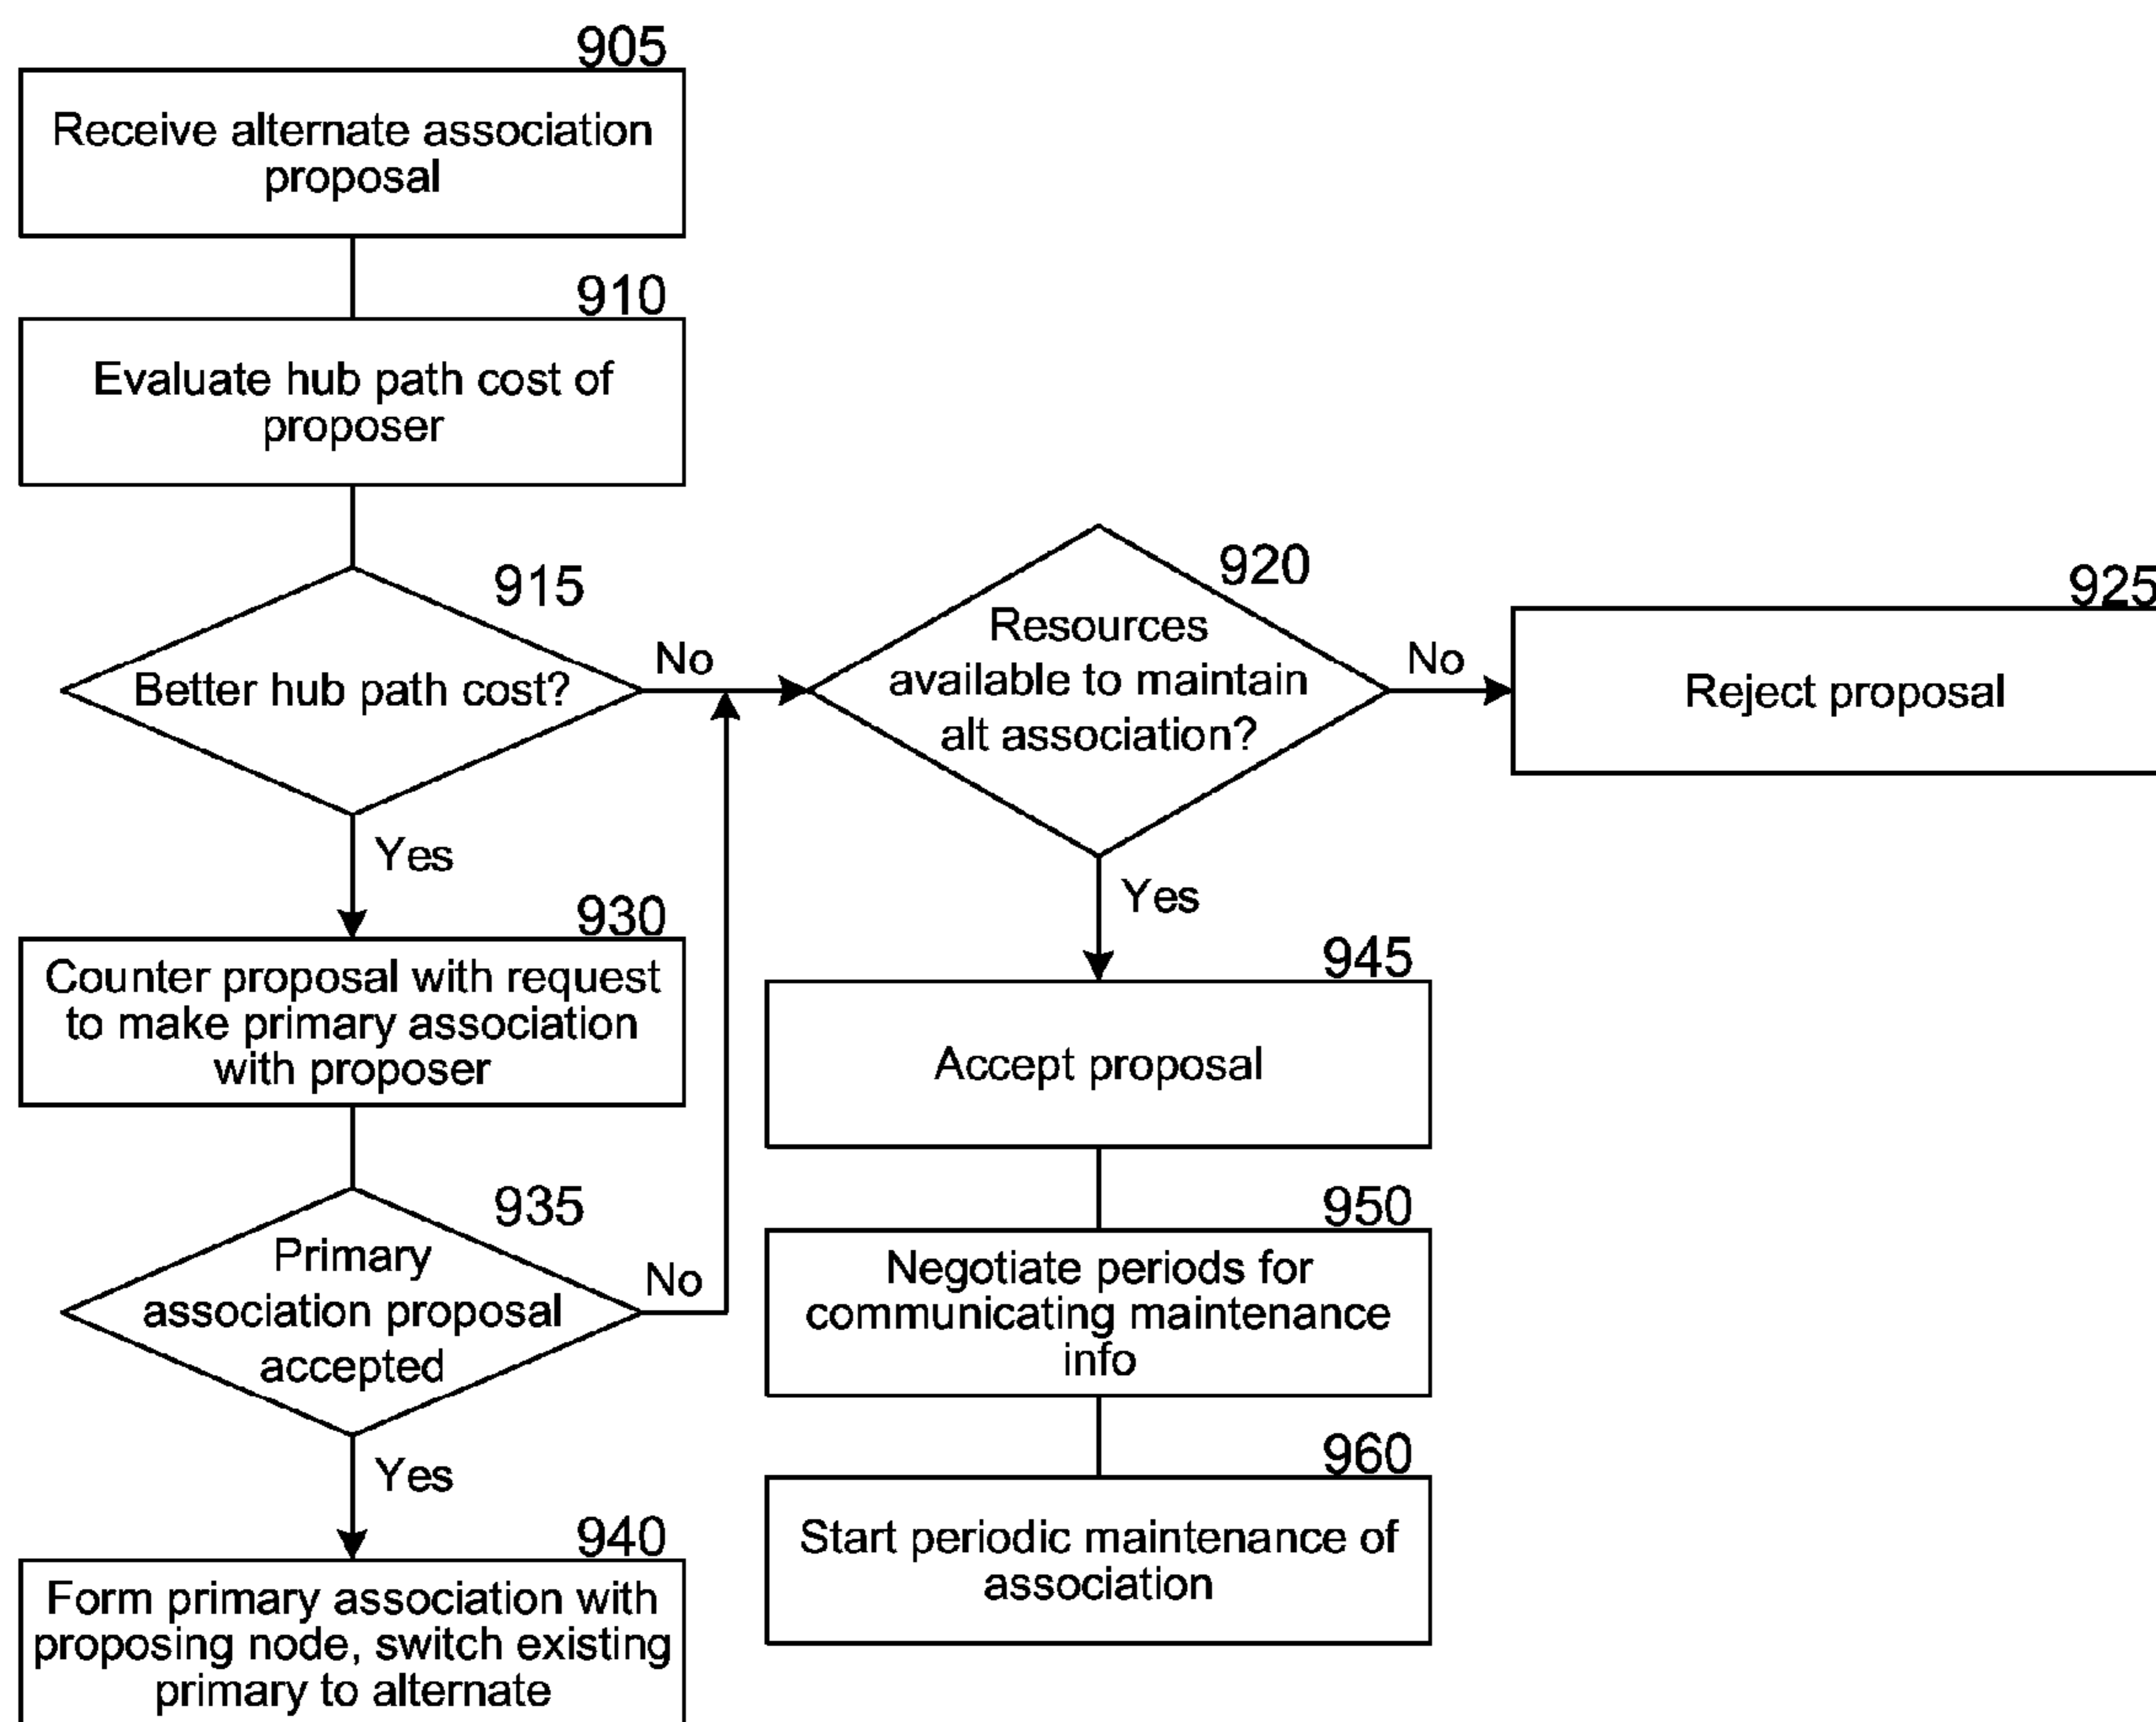 905
Receive alternate association
proposal
910
Evaluate hub path cost of
proposer
915
Better hub path cost?
No
Yes
920
Resources
available to maintain
alt association?
No
Yes
925
Reject proposal
930
Counter proposal with request
to make primary association
with proposer
935
Primary
association proposal
accepted
No
Yes
940
Form primary association with
proposing node, switch existing
primary to alternate
945
Accept proposal
950
Negotiate periods for
communicating maintenance
info
960
Start periodic maintenance of
association